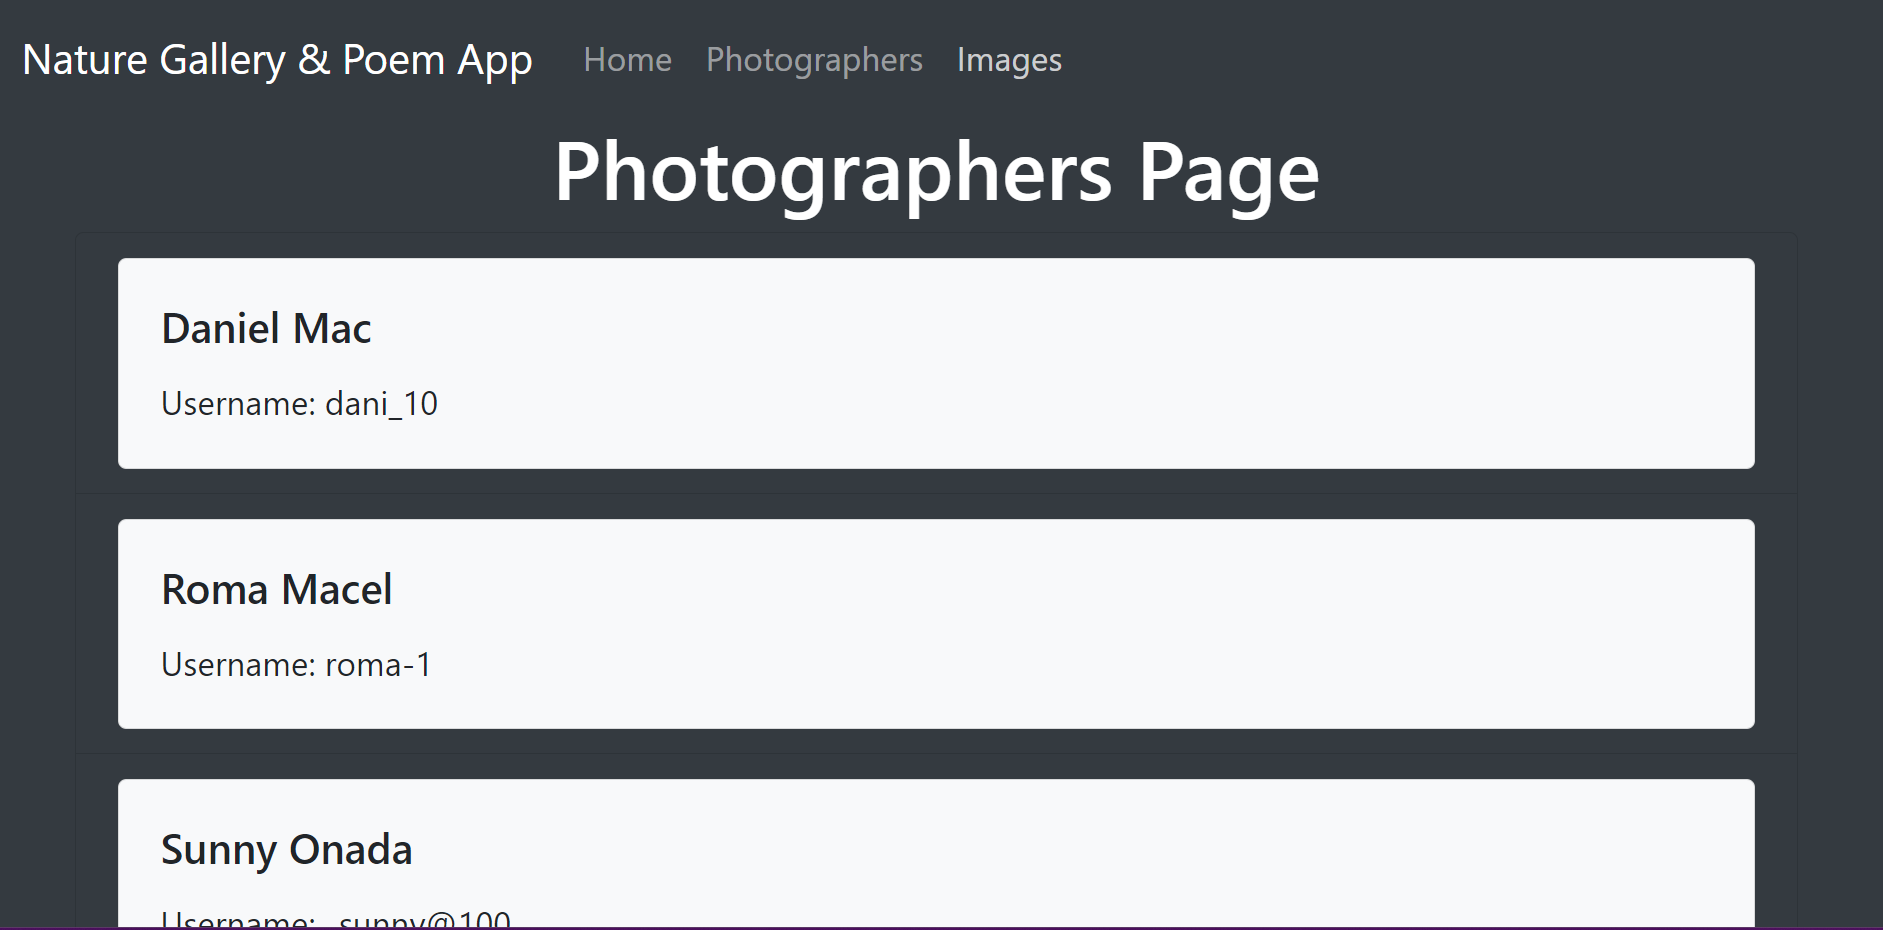 Nature Gallery & Poem App Home Photographers Images
Photographers Page
Daniel Mac
Username: dani_10
Roma Macel
Username: roma-1
Sunny Onada
Username: _sunny@100